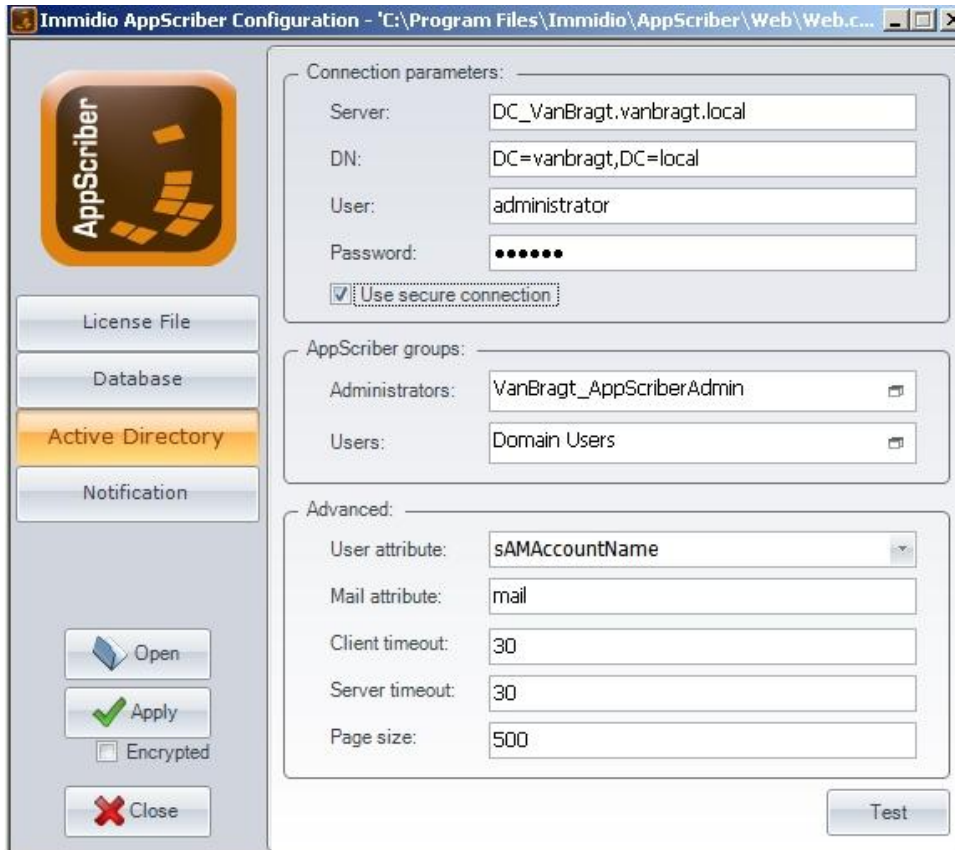 Immidio AppScriber Configuration - 'C:\Program Files\Immidio\AppScriber\Web\Web.c...
AppScriber
License File
Database
Active Directory
Notification
Open
Apply
Encrypted
Close
Connection parameters:
Server: DC_VanBragt.vanbragt.local
DN: DC=vanbragt,DC=local
User: administrator
Password: ●●●●●●
Use secure connection
AppScriber groups:
Administrators: VanBragt_AppScriberAdmin
Users: Domain Users
Advanced:
User attribute: sAMAccountName
Mail attribute: mail
Client timeout: 30
Server timeout: 30
Page size: 500
Test